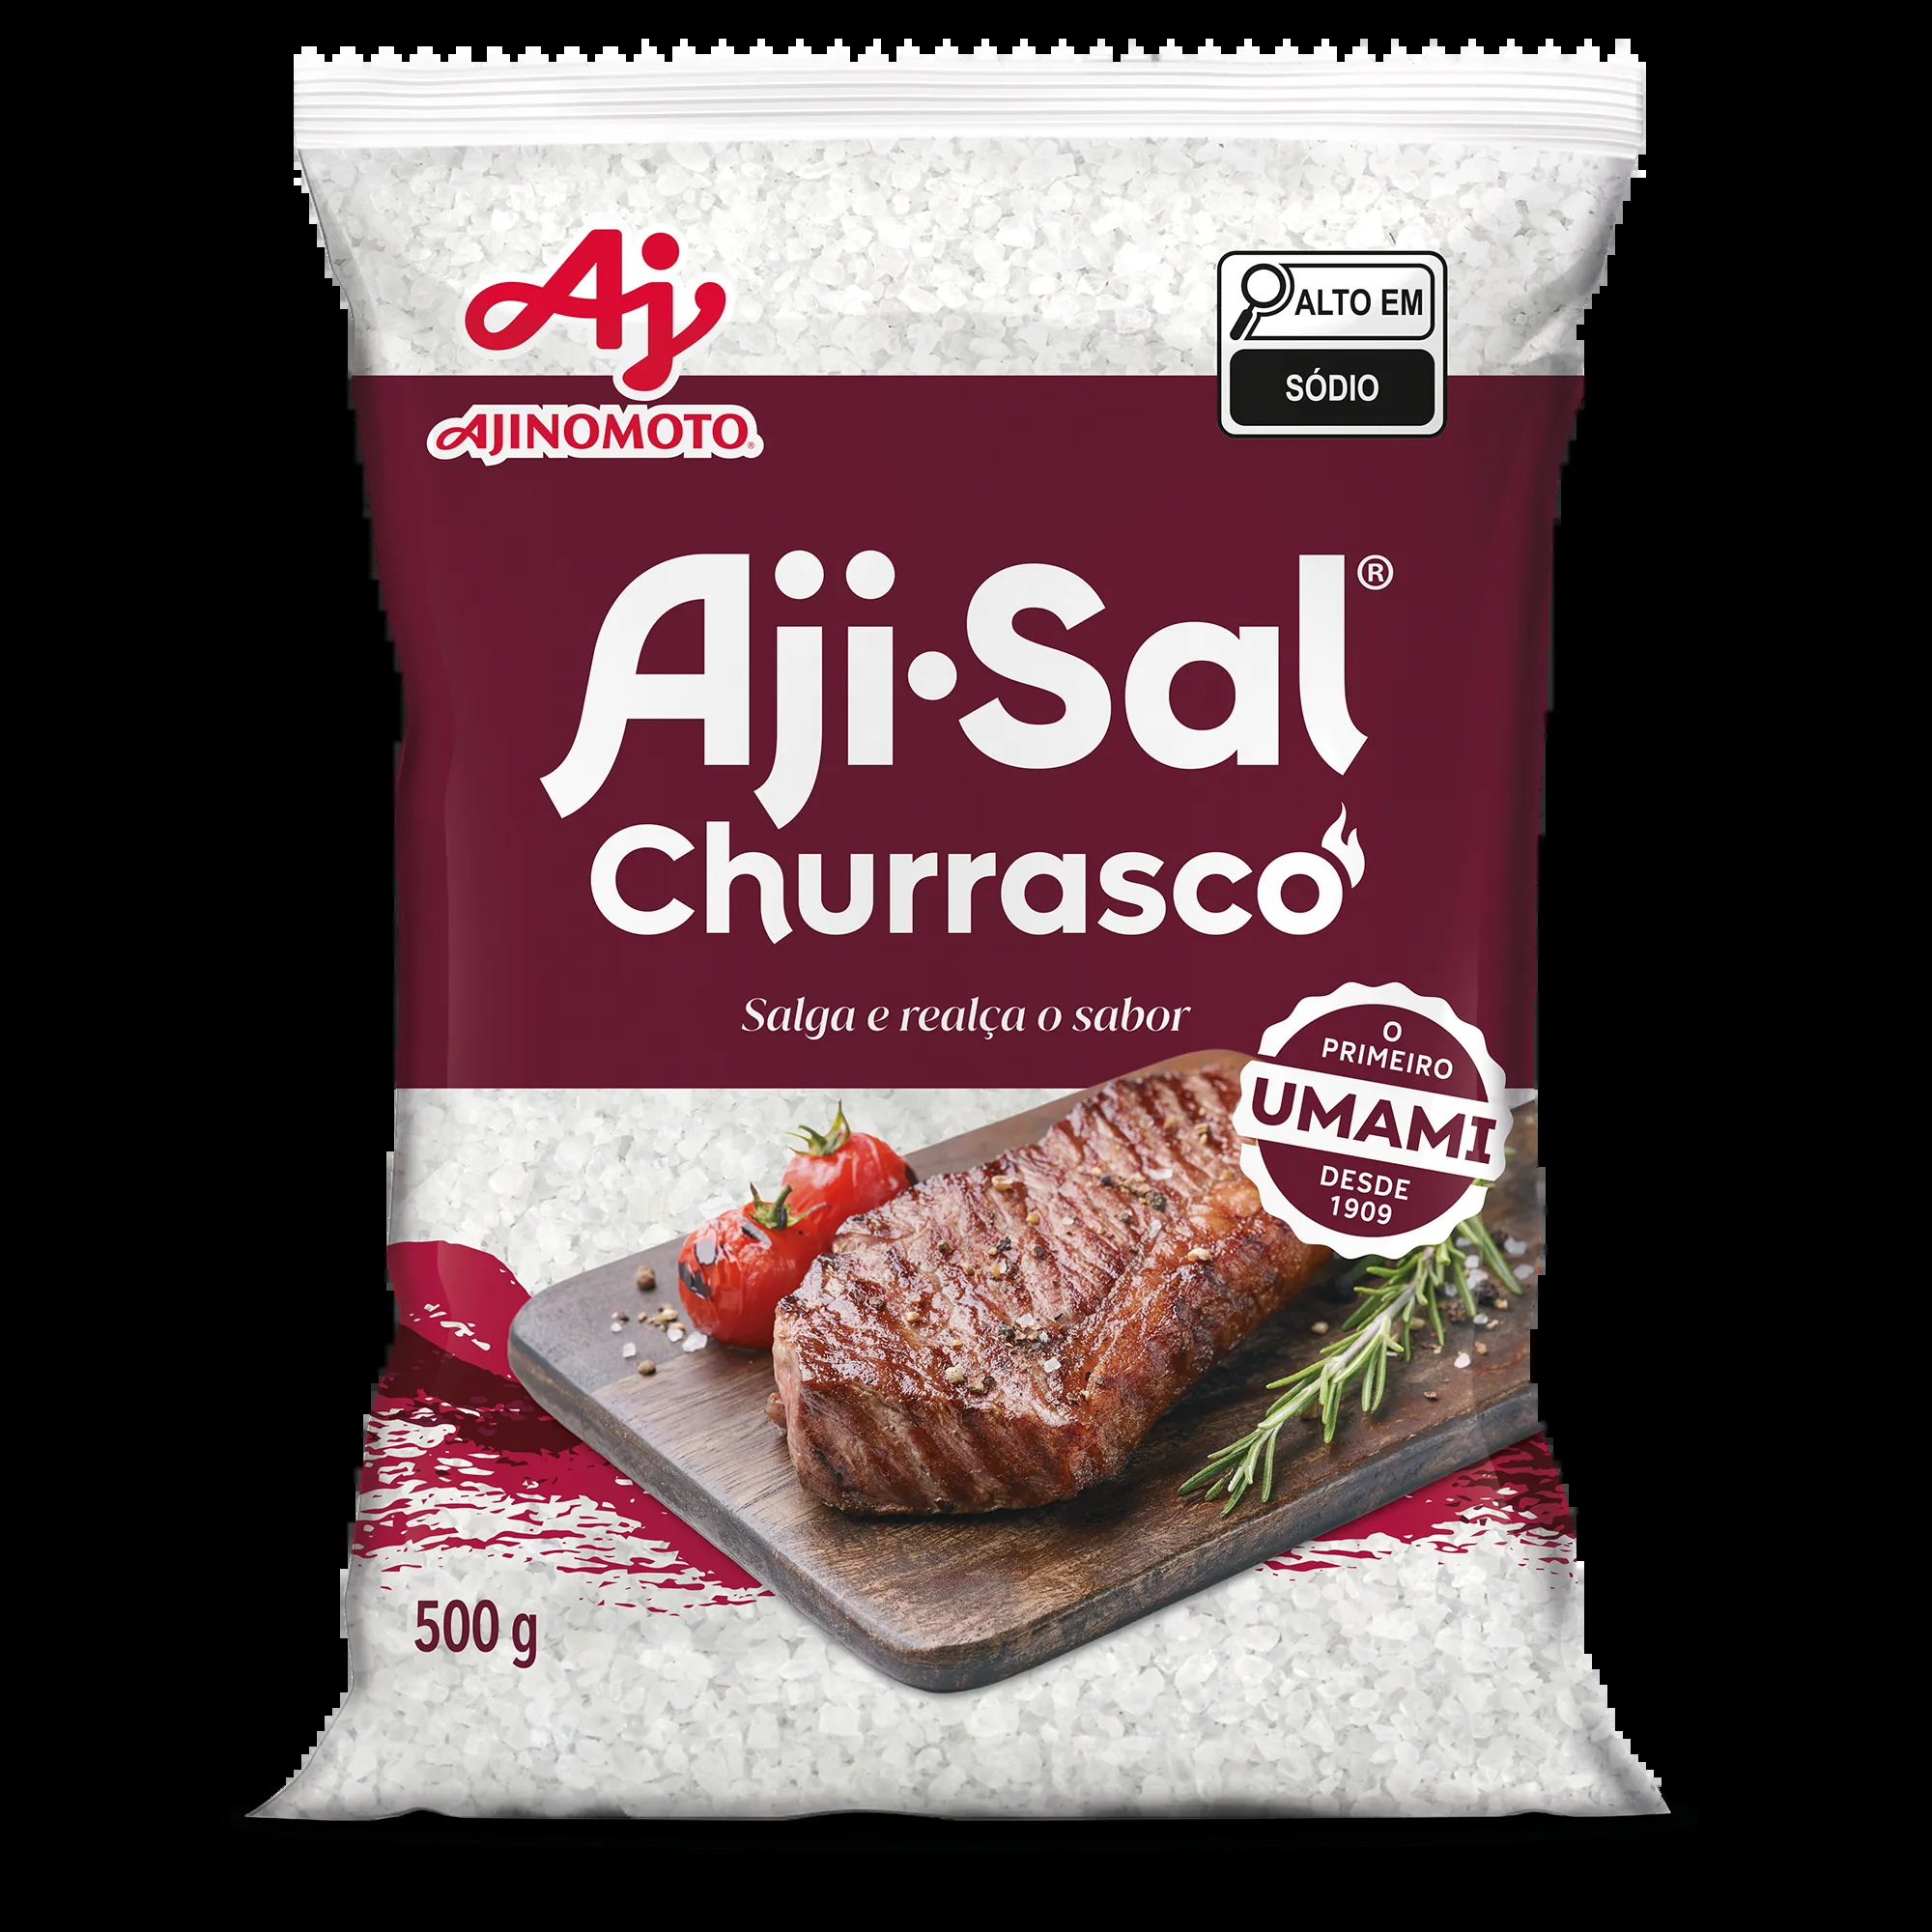 Aj
AJINOMOTO®
ALTO EM
SÓDIO
Aji·Sal®
Churrasco
Salga e realça o sabor
O
PRIMEIRO
UMAMI
DESDE
1909
500 g